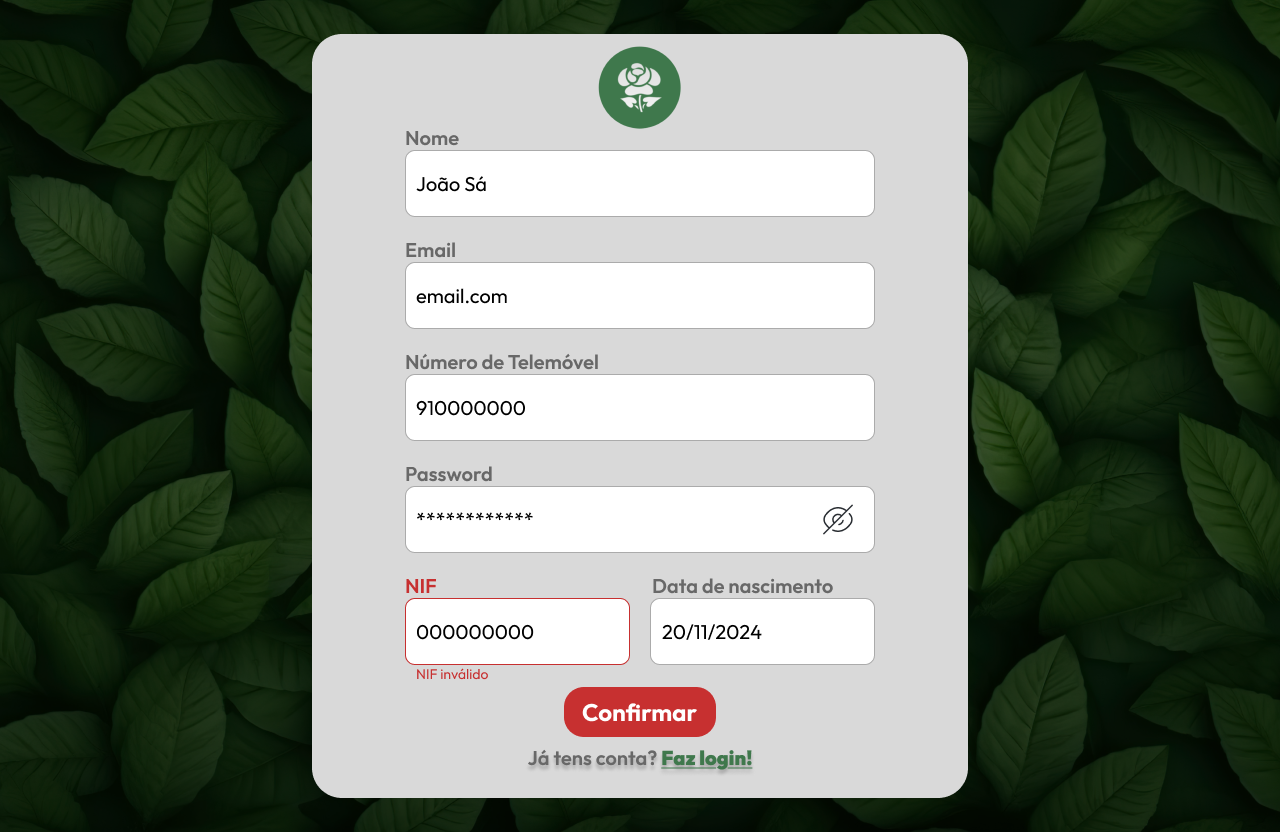 Nome
João Sá
Email
email.com
Número de Telemóvel
910000000
Password
************
NIF
Data de nascimento
000000000
20/11/2024
NIF inválido
Confirmar
Já tens conta? Faz login!